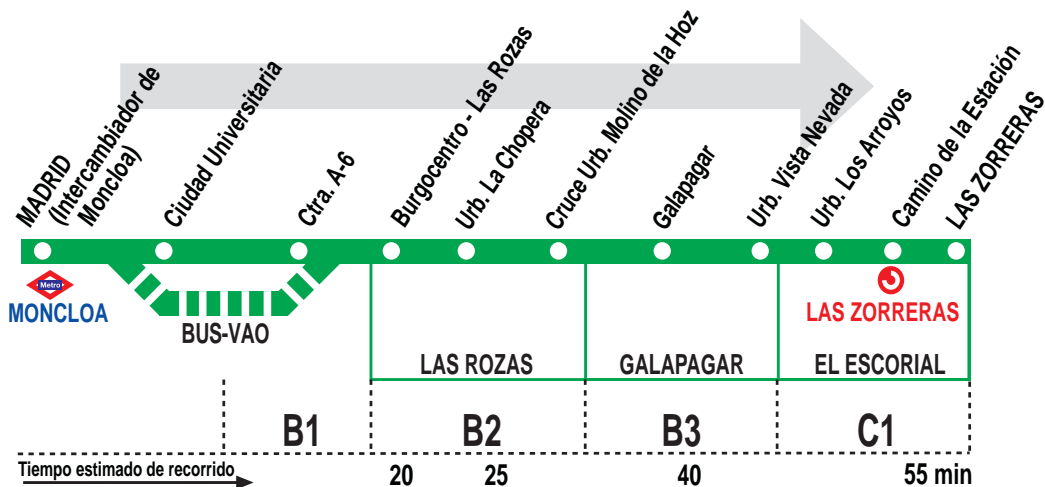 MADRID
(Intercambiador de
Moncloa)
Ciudad Universitaria
Ctra. A-6
Burgocentro - Las Rozas
Urb. La Chopera
Cruce Urb. Molino de la Hoz
Galapagar
Urb. Vista Nevada
Urb. Los Arroyos
Camino de la Estación
LAS ZORRERAS
Metro
MONCLOA
BUS-VAO
LAS ZORRERAS
LAS ROZAS
GALAPAGAR
EL ESCORIAL
B1
B2
B3
C1
Tiempo estimado de recorrido
20
25
40
55 min